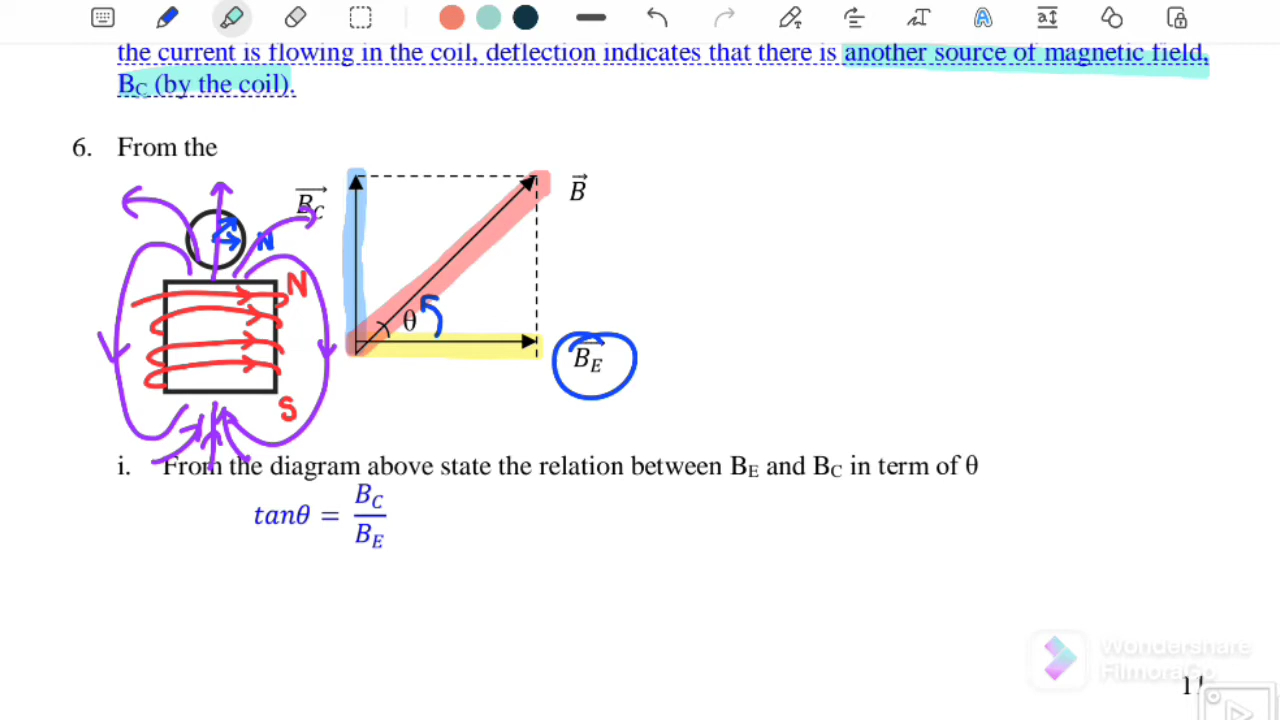 the current is flowing in the coil, deflection indicates that there is another source of magnetic field,
B_C (by the coil).
6. From the
B_C
B
N
N
θ
B_E
S
i. From the diagram above state the relation between B_E and B_C in term of θ
tanθ = B_C / B_E
Wondershare
FilmoraGo